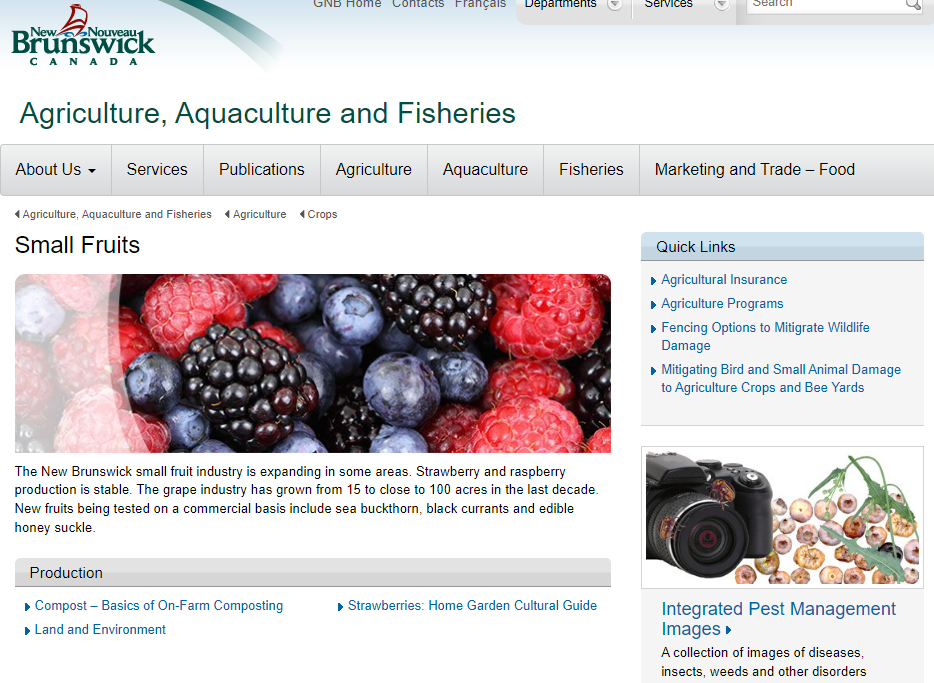 GNB Home Contacts Français Departments Services Search
New Nouveau
Brunswick
CANADA
Agriculture, Aquaculture and Fisheries
About Us Services Publications Agriculture Aquaculture Fisheries Marketing and Trade – Food
Agriculture, Aquaculture and Fisheries Agriculture Crops
Small Fruits
The New Brunswick small fruit industry is expanding in some areas. Strawberry and raspberry
production is stable. The grape industry has grown from 15 to close to 100 acres in the last decade.
New fruits being tested on a commercial basis include sea buckthorn, black currants and edible
honey suckle.
Production
Compost – Basics of On-Farm Composting
Strawberries: Home Garden Cultural Guide
Land and Environment
Quick Links
Agricultural Insurance
Agriculture Programs
Fencing Options to Mitigrate Wildlife
Damage
Mitigating Bird and Small Animal Damage
to Agriculture Crops and Bee Yards
Integrated Pest Management
Images
A collection of images of diseases,
insects, weeds and other disorders